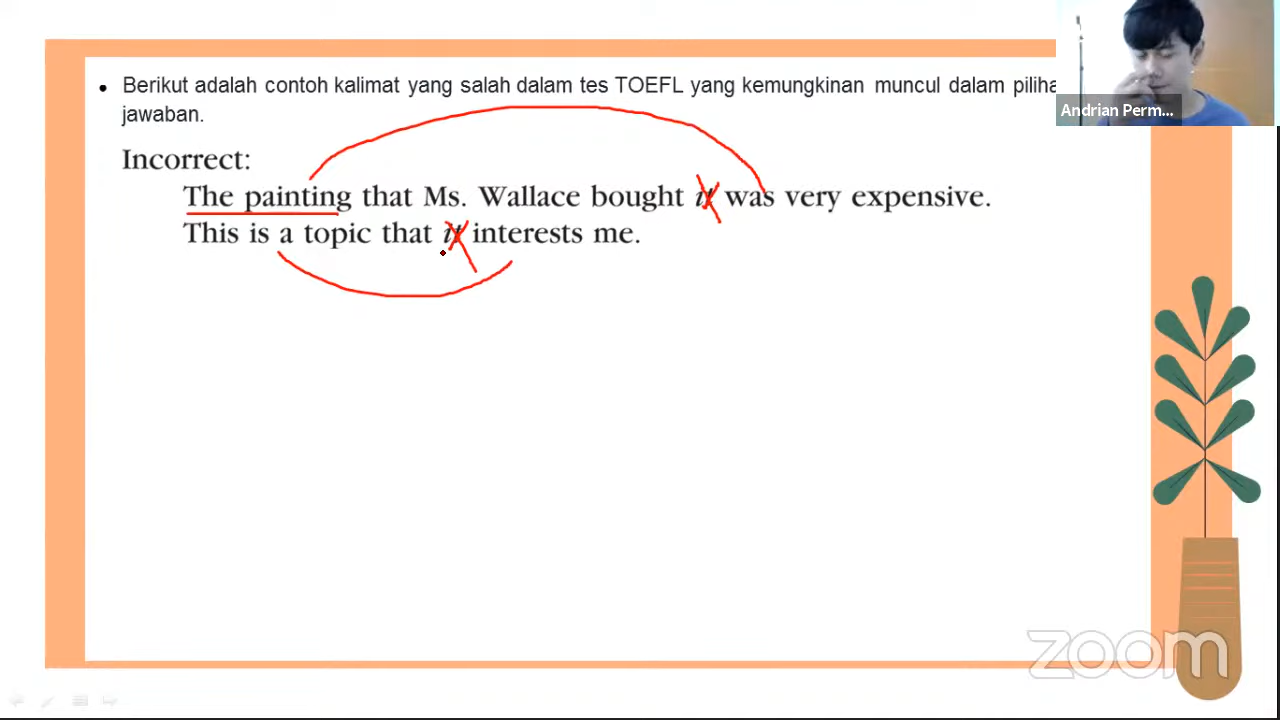 • Berikut adalah contoh kalimat yang salah dalam tes TOEFL yang kemungkinan muncul dalam piliha
jawaban.
Andrian Perm...
Incorrect:
The painting that Ms. Wallace bought it was very expensive.
This is a topic that it interests me.
zoom